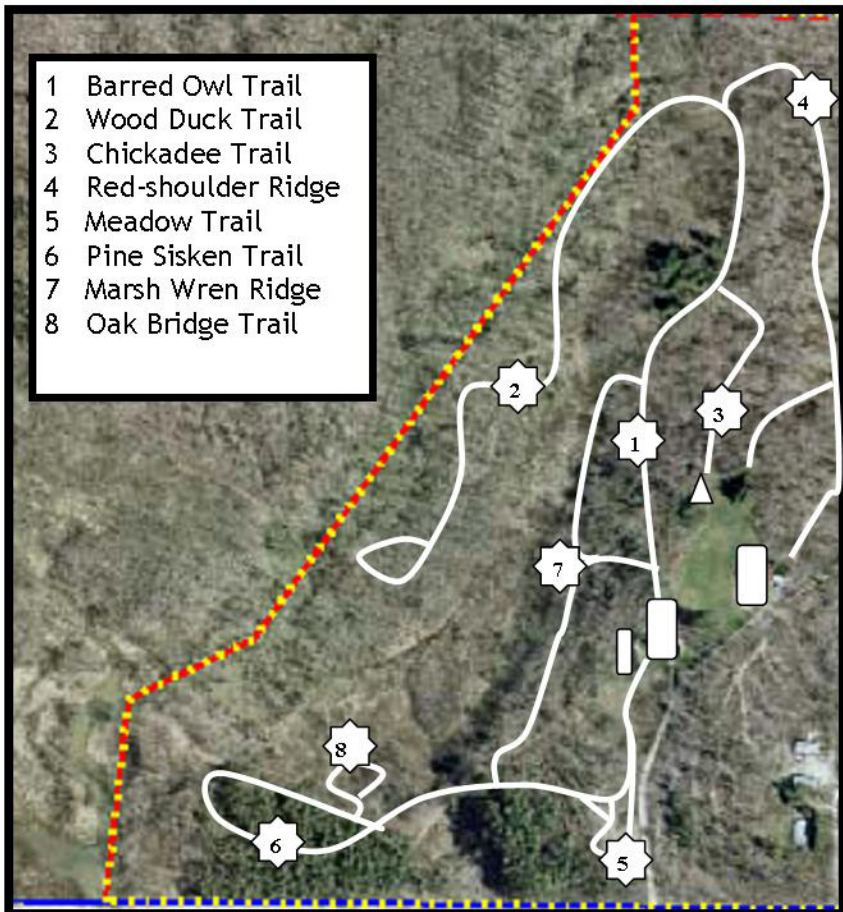 1 Barred Owl Trail
2 Wood Duck Trail
3 Chickadee Trail
4 Red-shoulder Ridge
5 Meadow Trail
6 Pine Sisken Trail
7 Marsh Wren Ridge
8 Oak Bridge Trail
4
2
3
1
7
8
6
5